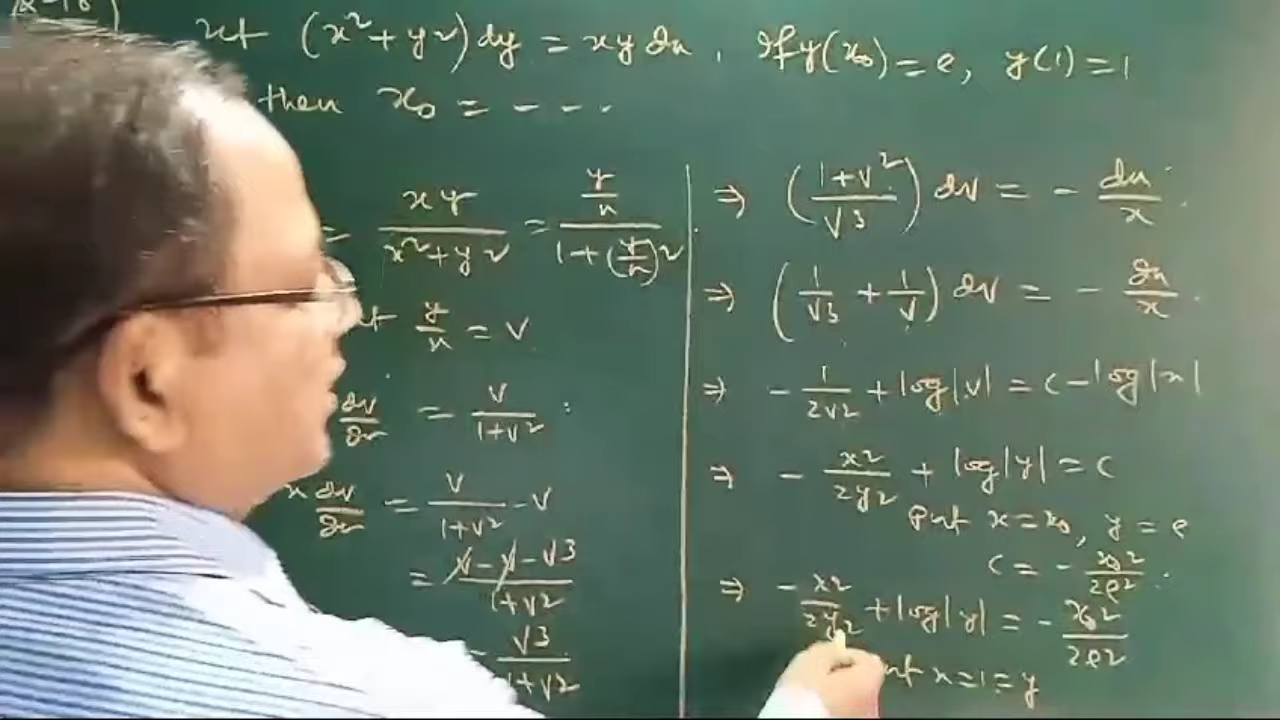 (x² + y²) dy = xy dx , If y(x₀) = e, y(1) = 1
then x₀ = - - - .
= xy / (x² + y²) = (y/x) / (1 + (y/x)²)
y/x = v
dv/dx = v / (1 + v²)
x dv/dx = v / (1 + v²) - v
= (v - v - v³) / (1 + v²)
v³ / (1 + v²)
⇒ ((1 + v²) / v³) dv = - dx/x .
⇒ (1/v³ + 1/v) dv = - dx/x .
⇒ - 1/(2v²) + log|v| = c - log|x|
⇒ - x²/(2y²) + log|y| = c
Put x = x₀, y = e
c = - x₀²/(2e²) .
⇒ - x²/(2y²) + log|y| = - x₀²/(2e²)
x = 1 = y